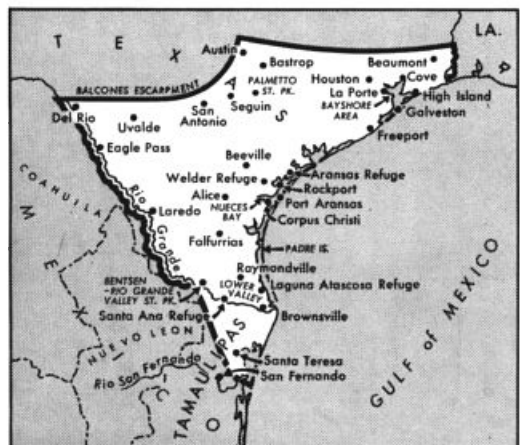 T E X A S
LA.
Austin
Bastrop
Beaumont
Cove
Houston
La Porte
PALMETTO
ST. PK.
BAYSHORE
AREA
High Island
Galveston
BALCONES ESCARPMENT
Del Rio
Uvalde
San
Antonio
Seguin
Freeport
Eagle Pass
Beeville
Welder Refuge
Aransas Refuge
Rockport
Port Aransas
Corpus Christi
Alice
NUECES
BAY
COAHUILA
Rio Grande
Laredo
Falfurrias
PADRE IS.
BENTSEN
-RIO GRANDE
VALLEY ST. PK.
Raymondville
LOWER
VALLEY
Laguna Atascosa Refuge
Santa Ana Refuge
Brownsville
NUEVO LEON
Rio San Fernando
Santa Teresa
San Fernando
TAMAULIPAS
M E X I C O
GULF of MEXICO